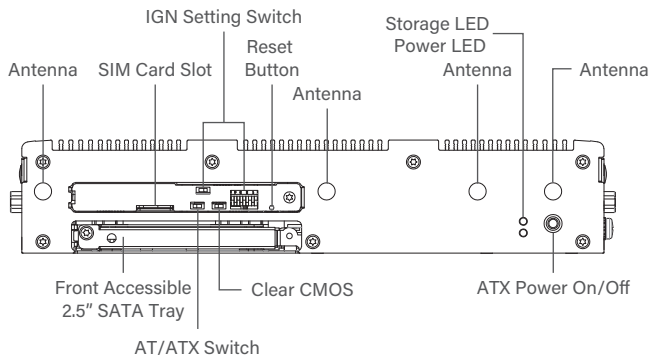 IGN Setting Switch
Storage LED
Power LED
Reset
Button
Antenna
SIM Card Slot
Antenna
Antenna
Antenna
Front Accessible
2.5" SATA Tray
Clear CMOS
ATX Power On/Off
AT/ATX Switch